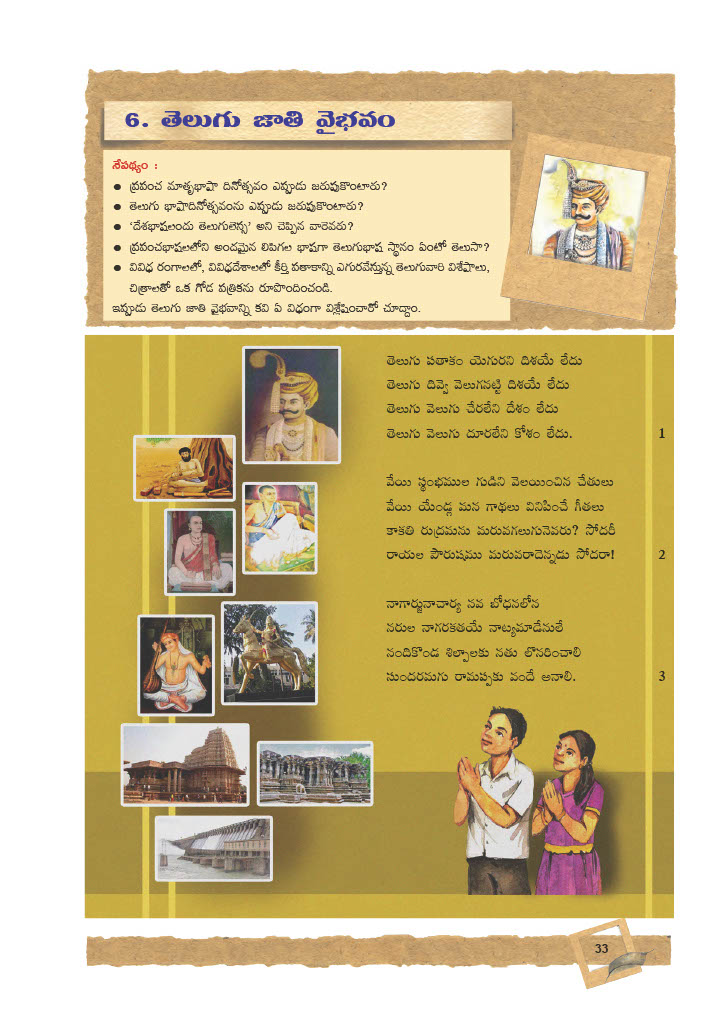 6. తెలుగు జాతి వైభవం
నేపథ్యం :
● ప్రపంచ మాతృభాషా దినోత్సవం ఎప్పుడు జరుపుకొంటారు?
● తెలుగు భాషాదినోత్సవంను ఎప్పుడు జరుపుకొంటారు?
● ‘దేశభాషలందు తెలుగులెస్స’ అని చెప్పిన వారెవరు?
● ప్రపంచభాషలలోని అందమైన లిపిగల భాషగా తెలుగుభాష స్థానం ఏంటో తెలుసా?
● వివిధ రంగాలలో, వివిధదేశాలలో కీర్తి పతాకాన్ని ఎగురవేస్తున్న తెలుగువారి విశేషాలు,
చిత్రాలతో ఒక గోడ పత్రికను రూపొందించండి.
ఇప్పుడు తెలుగు జాతి వైభవాన్ని కవి ఏ విధంగా విశ్లేషించారో చూద్దాం.
తెలుగు పతాకం యెగురని దిశయే లేదు
తెలుగు దివ్వె వెలుగనట్టి దిశయే లేదు
తెలుగు వెలుగు చేరలేని దేశం లేదు
తెలుగు వెలుగు దూరలేని కోశం లేదు. 1
వేయి స్థంభముల గుడిని వెలయించిన చేతులు
వేయి యేండ్ల మన గాథలు వినిపించే గీతలు
కాకతి రుద్రమను మరువగలుగునెవరు? సోదరీ
రాయల పౌరుషము మరువరాదెన్నడు సోదరా! 2
నాగార్జునాచార్య నవ బోధనలోన
నరుల నాగరకతయే నాట్యమాడేనులే
నందికొండ శిల్పాలకు నతు లొనరించాలి
సుందరమగు రామప్పకు వందే అనాలి. 3
33